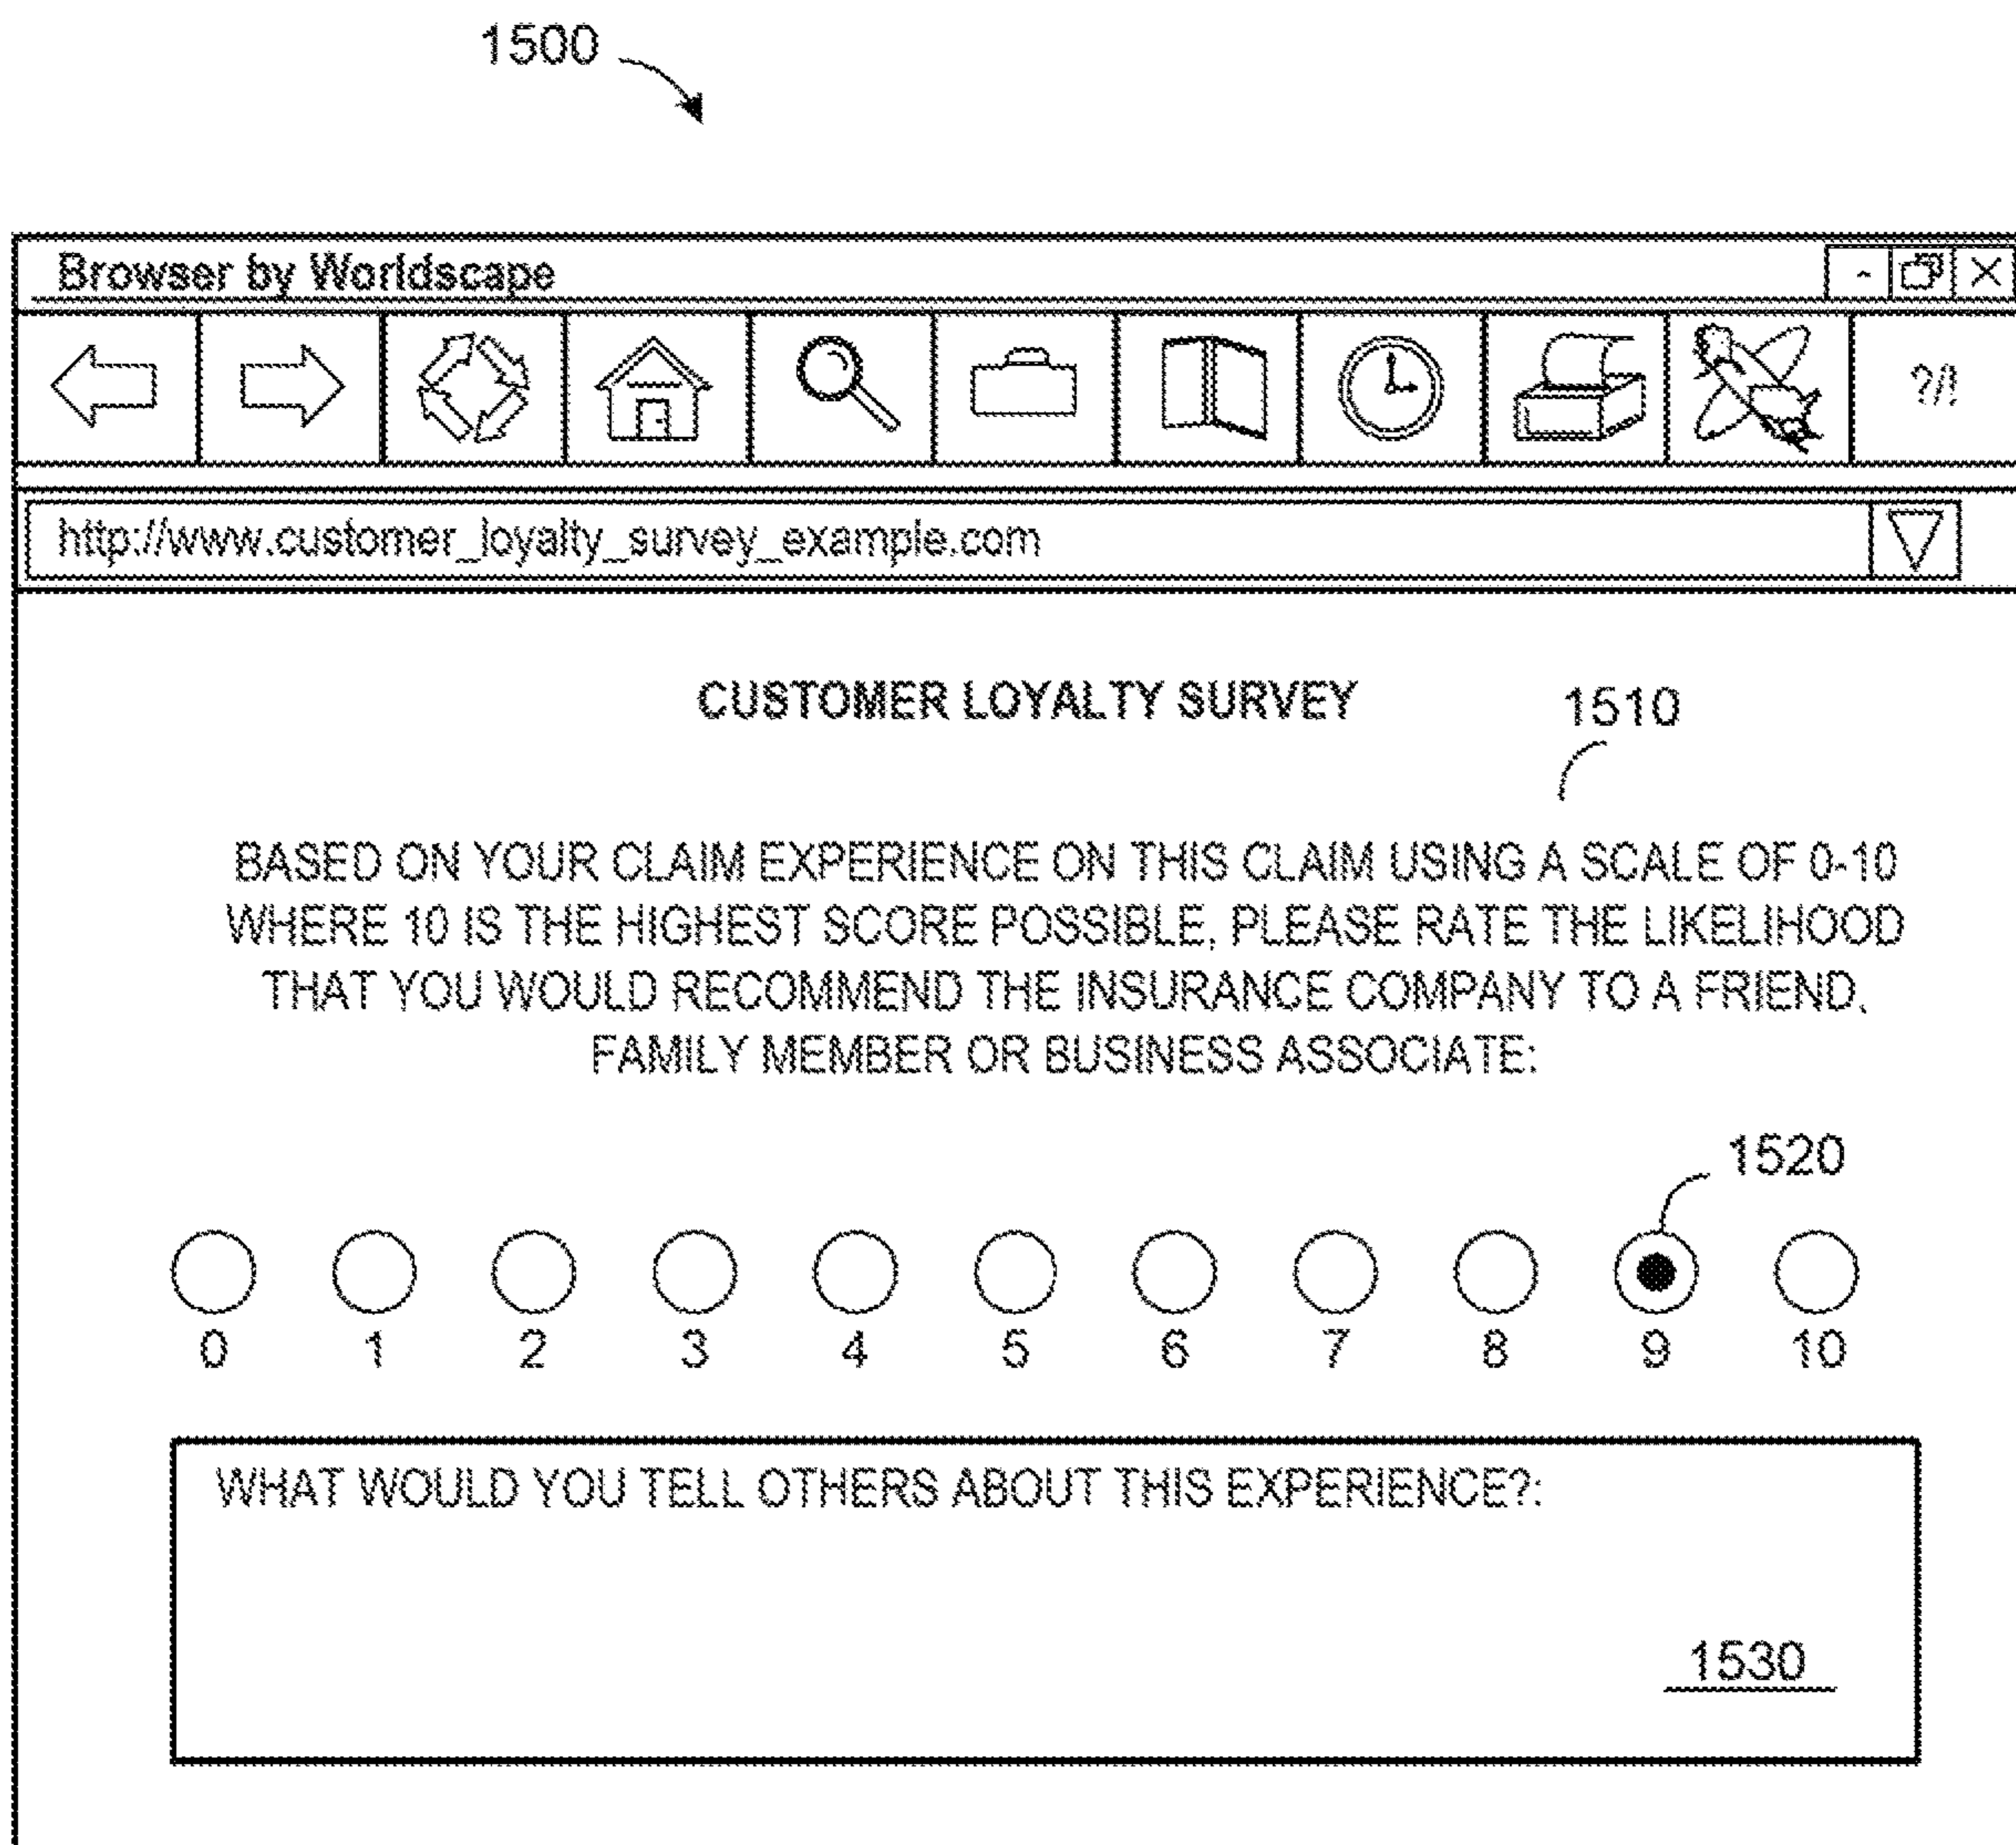 1500
Browser by Worldscape
?/!
http://www.customer_loyalty_survey_example.com
CUSTOMER LOYALTY SURVEY
1510
BASED ON YOUR CLAIM EXPERIENCE ON THIS CLAIM USING A SCALE OF 0-10
WHERE 10 IS THE HIGHEST SCORE POSSIBLE, PLEASE RATE THE LIKELIHOOD
THAT YOU WOULD RECOMMEND THE INSURANCE COMPANY TO A FRIEND,
FAMILY MEMBER OR BUSINESS ASSOCIATE:
1520
0 1 2 3 4 5 6 7 8 9 10
WHAT WOULD YOU TELL OTHERS ABOUT THIS EXPERIENCE?:
1530